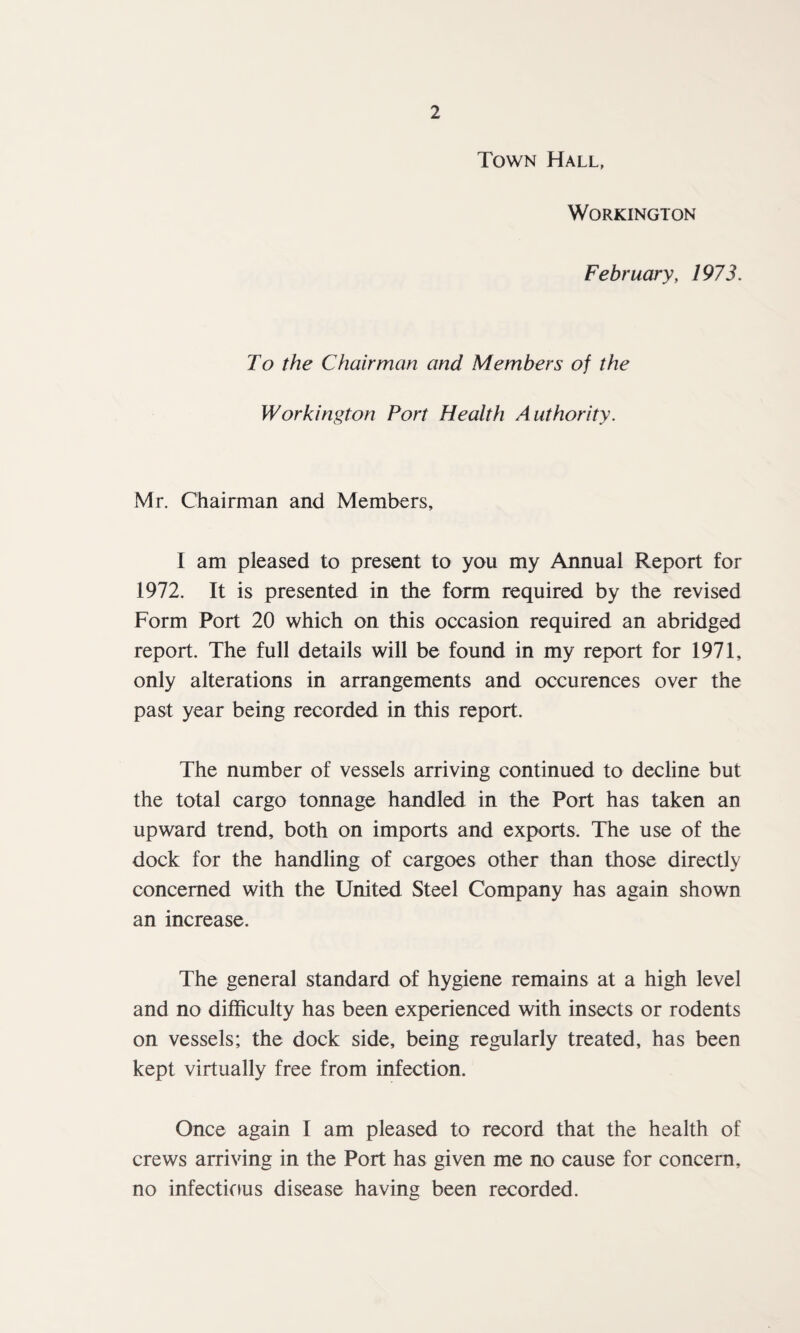 2
Town Hall,
Workington
February, 1973.
To the Chairman and Members of the
Workington Port Health Authority.
Mr. Chairman and Members,
I am pleased to present to you my Annual Report for
1972. It is presented in the form required by the revised
Form Port 20 which on this occasion required an abridged
report. The full details will be found in my report for 1971,
only alterations in arrangements and occurences over the
past year being recorded in this report.
The number of vessels arriving continued to decline but
the total cargo tonnage handled in the Port has taken an
upward trend, both on imports and exports. The use of the
dock for the handling of cargoes other than those directly
concerned with the United Steel Company has again shown
an increase.
The general standard of hygiene remains at a high level
and no difficulty has been experienced with insects or rodents
on vessels; the dock side, being regularly treated, has been
kept virtually free from infection.
Once again I am pleased to record that the health of
crews arriving in the Port has given me no cause for concern,
no infectious disease having been recorded.